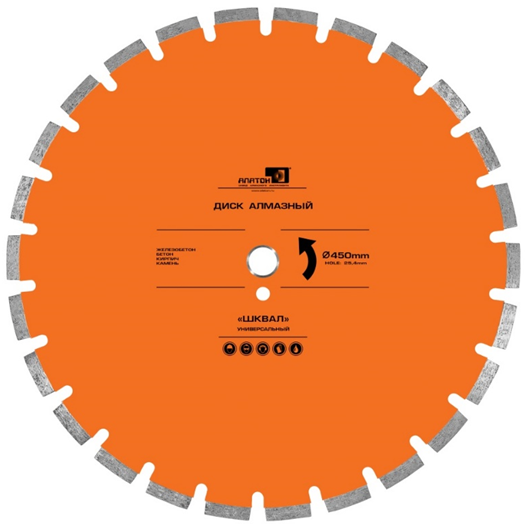 АЛАТОН
ДИСК АЛМАЗНЫЙ
ЖЕЛЕЗОБЕТОН
БЕТОН
КИРПИЧ
КАМЕНЬ
Ø450mm
HOLE 25,4mm
«ШКВАЛ»
УНИВЕРСАЛЬНЫЙ